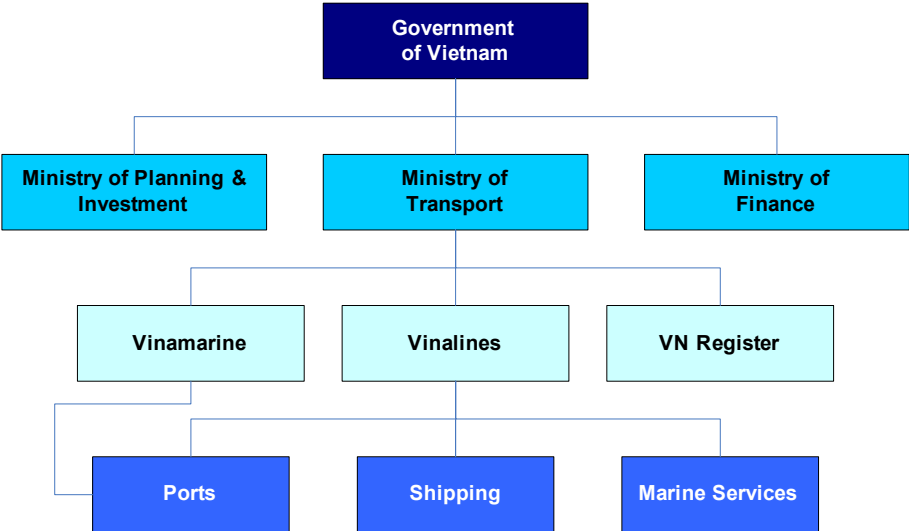 Government
of Vietnam
Ministry of Planning &
Investment
Ministry of
Transport
Ministry of
Finance
Vinamarine
Vinalines
VN Register
Ports
Shipping
Marine Services